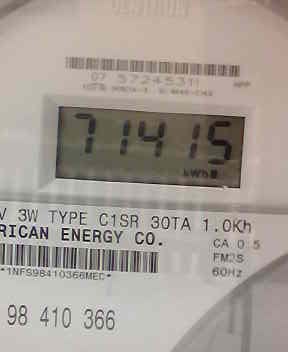 CENTRON
07 57245311
71415
kWh
V 3W TYPE C1SR 30TA 1.0Kh
RICAN ENERGY CO.
CA 0.5
FM2S
*1NFS98410366MEC*
60Hz
98 410 366